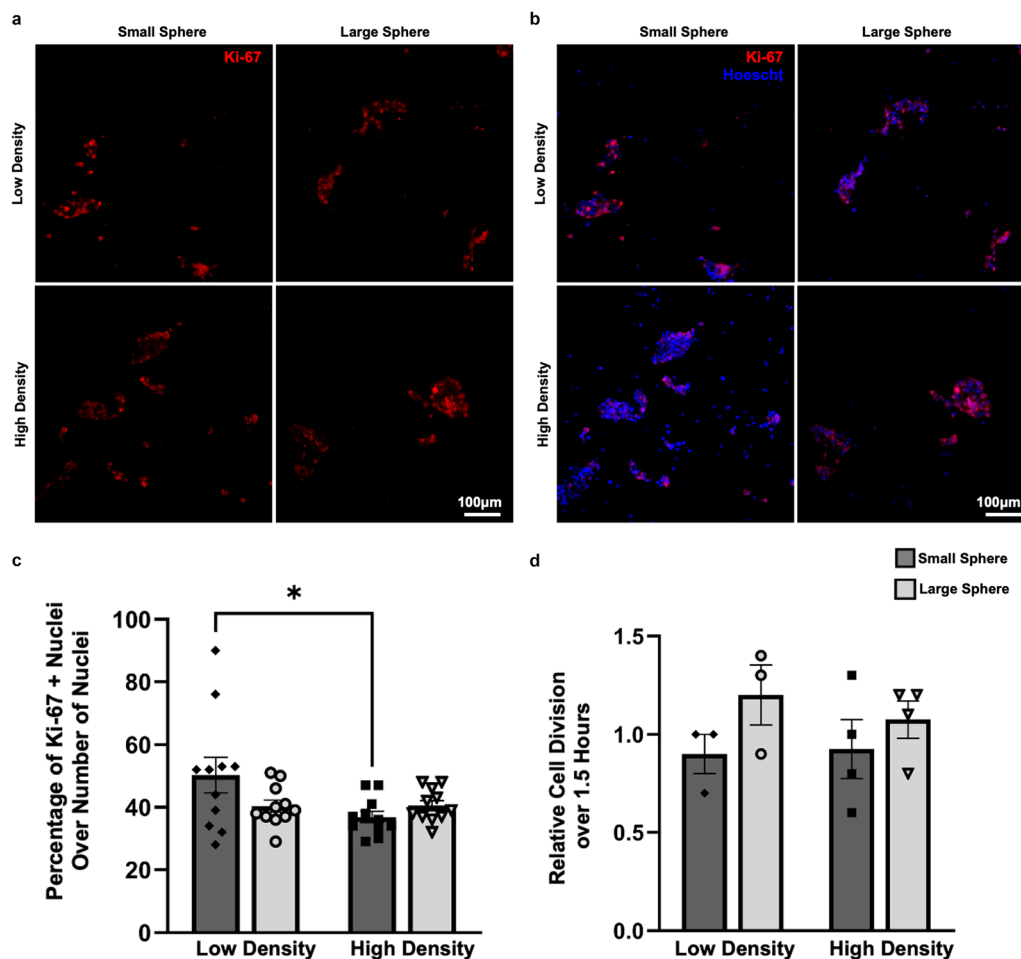 a
Small Sphere
Large Sphere
Ki-67
Low Density
High Density
100µm
b
Small Sphere
Large Sphere
Ki-67
Hoescht
Low Density
High Density
100µm
c
Percentage of Ki-67 + Nuclei
Over Number of Nuclei
100
80
60
40
20
0
*
Low Density
High Density
d
Small Sphere
Large Sphere
Relative Cell Division
over 1.5 Hours
1.5
1.0
0.5
0.0
Low Density
High Density